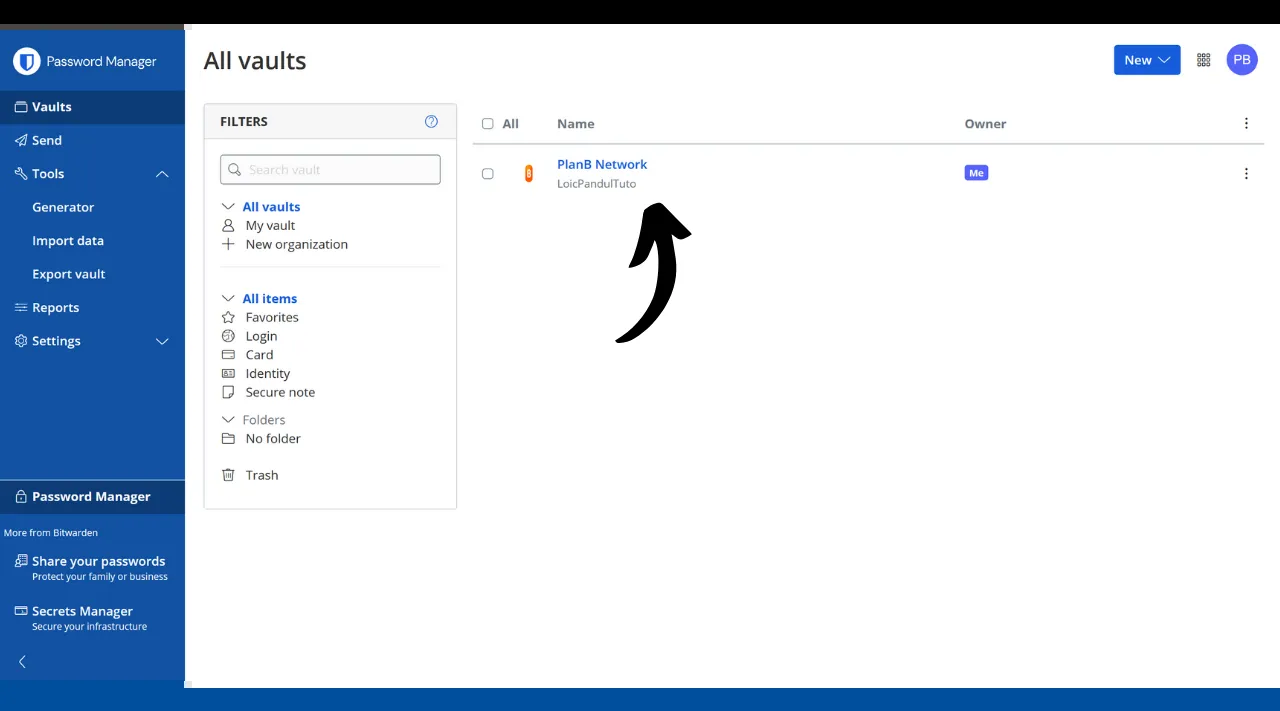 Password Manager
Vaults
Send
Tools
Generator
Import data
Export vault
Reports
Settings
Password Manager
More from Bitwarden
Share your passwords
Protect your family or business
Secrets Manager
Secure your infrastructure
All vaults
New
PB
FILTERS
Search vault
All vaults
My vault
New organization
All items
Favorites
Login
Card
Identity
Secure note
Folders
No folder
Trash
All Name Owner
PlanB Network
LoicPandulTuto
Me